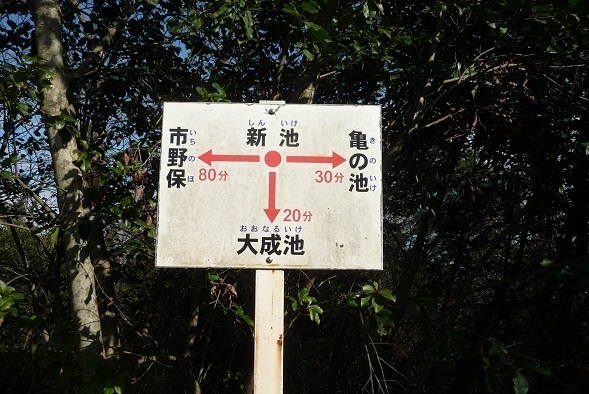 しん いけ
新池
市野保
いちのほ
80分
亀の池
きのいけ
30分
20分
おおなるいけ
大成池